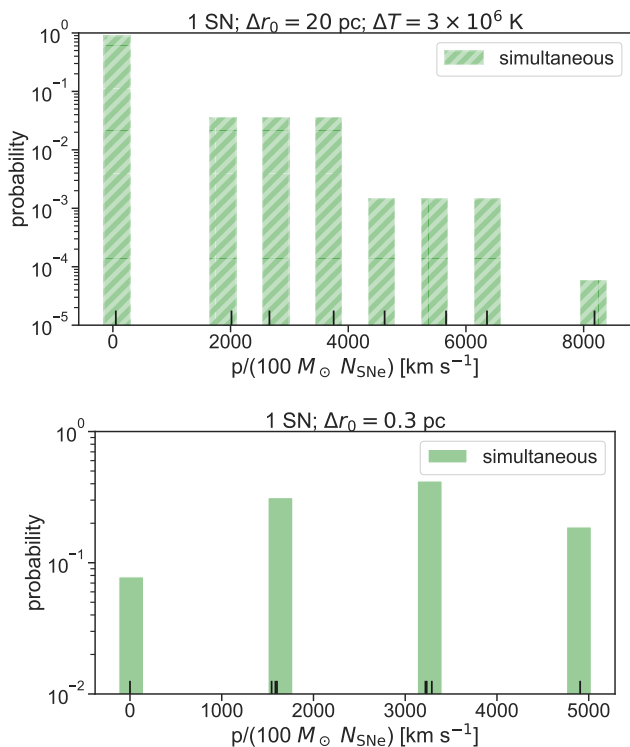 1 SN; Δr₀ = 20 pc; ΔT = 3 × 10⁶ K
simultaneous
probability
10⁰
10⁻¹
10⁻²
10⁻³
10⁻⁴
10⁻⁵
0 2000 4000 6000 8000
p/(100 M⊙ N_SNe) [km s⁻¹]
1 SN; Δr₀ = 0.3 pc
simultaneous
probability
10⁰
10⁻¹
10⁻²
0 1000 2000 3000 4000 5000
p/(100 M⊙ N_SNe) [km s⁻¹]